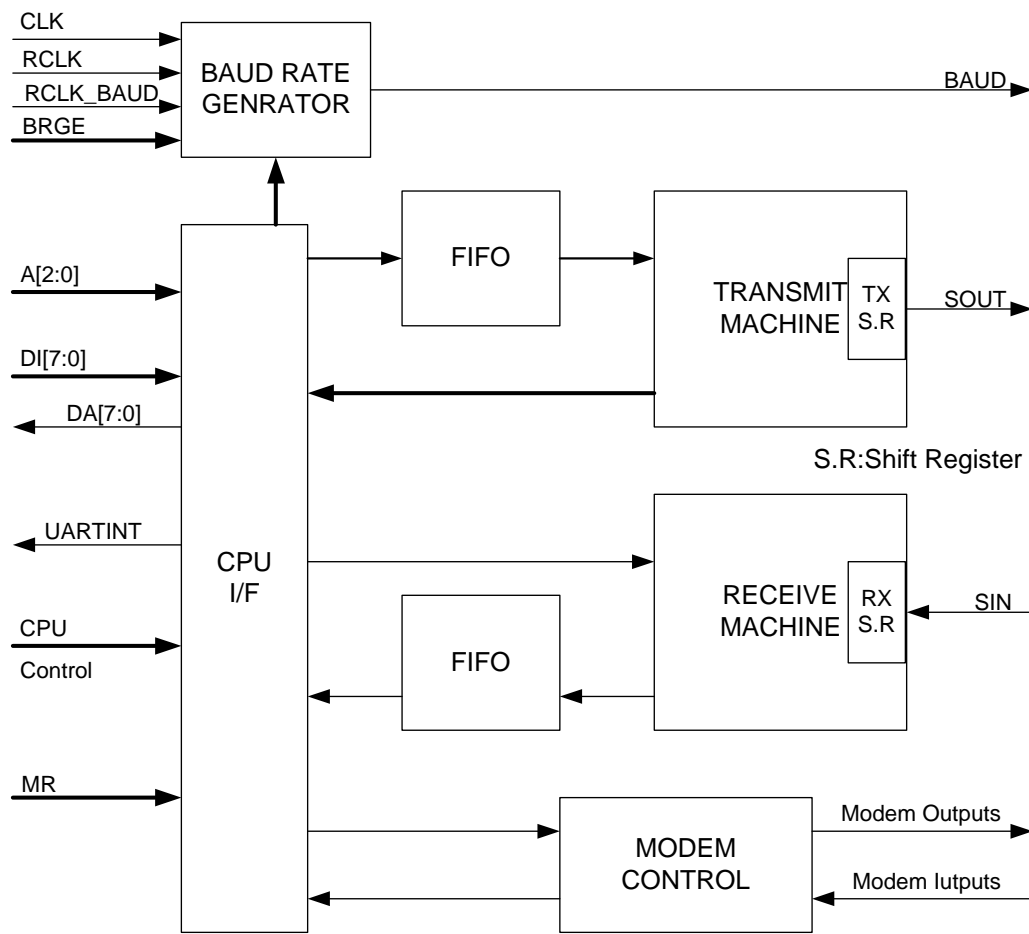 CLK
RCLK
RCLK_BAUD
BRGE
BAUD RATE
GENRATOR
BAUD
A[2:0]
DI[7:0]
DA[7:0]
UARTINT
CPU
Control
MR
CPU
I/F
FIFO
TRANSMIT
MACHINE
TX
S.R
SOUT
S.R:Shift Register
FIFO
RECEIVE
MACHINE
RX
S.R
SIN
MODEM
CONTROL
Modem Outputs
Modem Iutputs